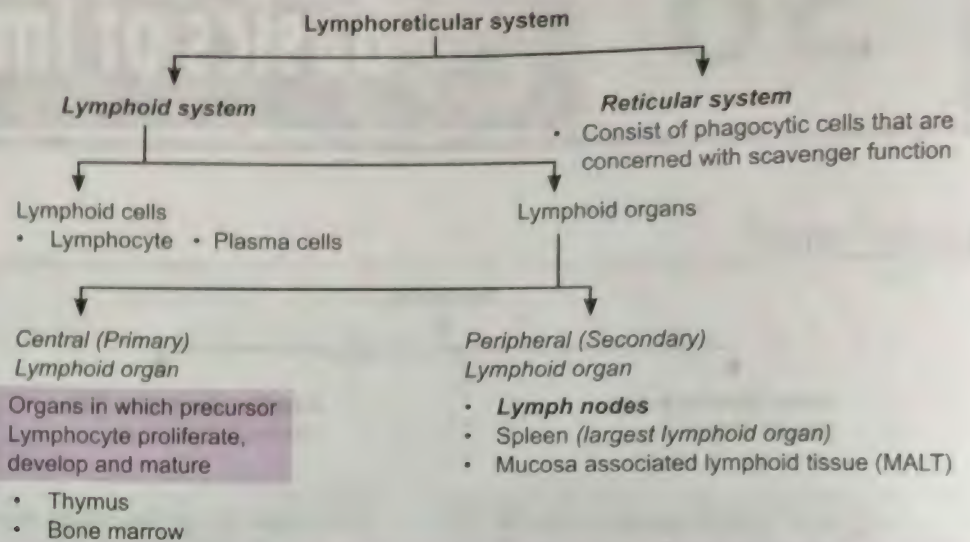 Lymphoreticular system
Lymphoid system
Reticular system
• Consist of phagocytic cells that are
concerned with scavenger function
Lymphoid cells
• Lymphocyte • Plasma cells
Lymphoid organs
Central (Primary)
Lymphoid organ
Organs in which precursor
Lymphocyte proliferate,
develop and mature
• Thymus
• Bone marrow
Peripheral (Secondary)
Lymphoid organ
• Lymph nodes
• Spleen (largest lymphoid organ)
• Mucosa associated lymphoid tissue (MALT)